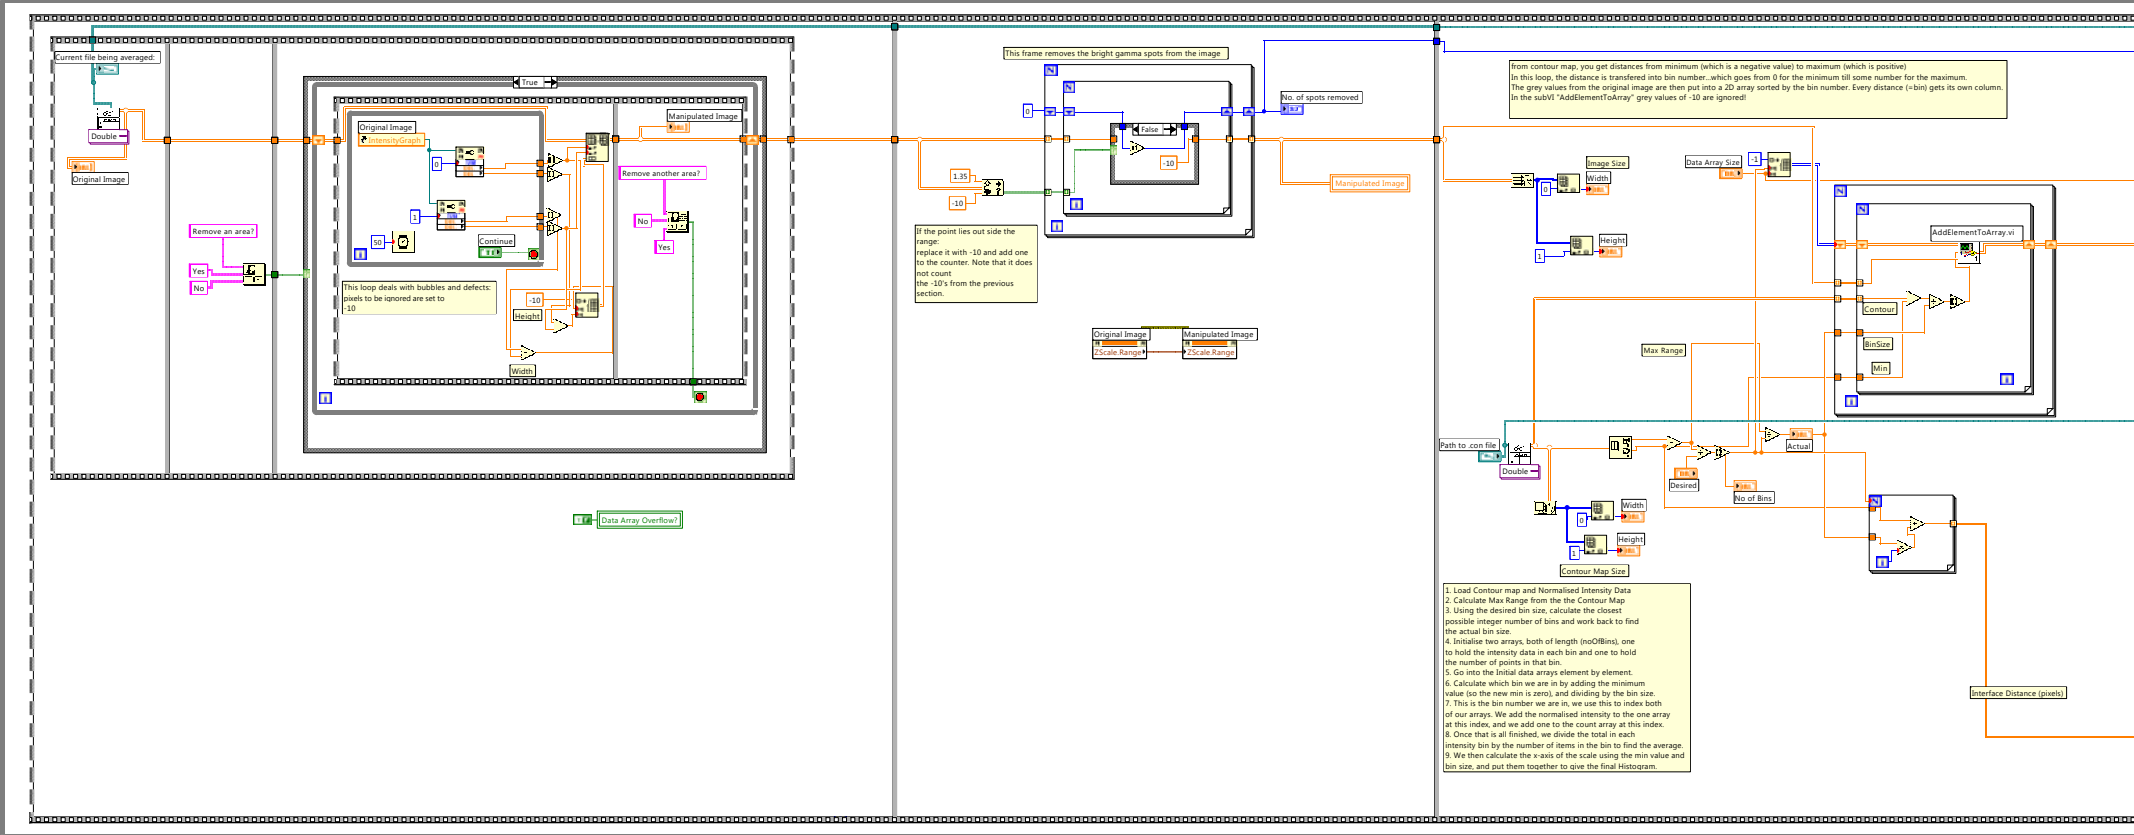 Current file being averaged:
Double
Original Image
Remove an area?
Yes
No
True
Original Image
IntensityGraph
0
1
50
Continue
This loop deals with bubbles and defects:
pixels to be ignored are set to
-10
-10
Height
Width
Manipulated Image
Remove another area?
No
Yes
Data Array Overflow?
This frame removes the bright gamma spots from the image
0
1.35
-10
False
-10
No. of spots removed
Manipulated Image
If the point lies out side the
range:
replace it with -10 and add one
to the counter. Note that it does
not count
the -10's from the previous
section.
Original Image
ZScale.Range
Manipulated Image
ZScale.Range
from contour map, you get distances from minimum (which is a negative value) to maximum (which is positive)
In this loop, the distance is transfered into bin number...which goes from 0 for the minimum till some number for the maximum.
The grey values from the original image are then put into a 2D array sorted by the bin number. Every distance (=bin) gets its own column.
In the subVI "AddElementToArray" grey values of -10 are ignored!
Image Size
Width
0
Height
1
Data Array Size
-1
AddElementToArray.vi
Contour
BinSize
Min
Max Range
Path to .con file
Double
Desired
No of Bins
Actual
Width
0
Height
1
Contour Map Size
1. Load Contour map and Normalised Intensity Data
2. Calculate Max Range from the the Contour Map
3. Using the desired bin size, calculate the closest
possible integer number of bins and work back to find
the actual bin size.
4. Initialise two arrays, both of length (noOfBins), one
to hold the intensity data in each bin and one to hold
the number of points in that bin.
5. Go into the Initial data arrays element by element.
6. Calculate which bin we are in by adding the minimum
value (so the new min is zero), and dividing by the bin size.
7. This is the bin number we are in, we use this to index both
of our arrays. We add the normalised intensity to the one array
at this index, and we add one to the count array at this index.
8. Once that is all finished, we divide the total in each
intensity bin by the number of items in the bin to find the average.
9. We then calculate the x-axis of the scale using the min value and
bin size, and put them together to give the final Histogram.
Interface Distance (pixels)